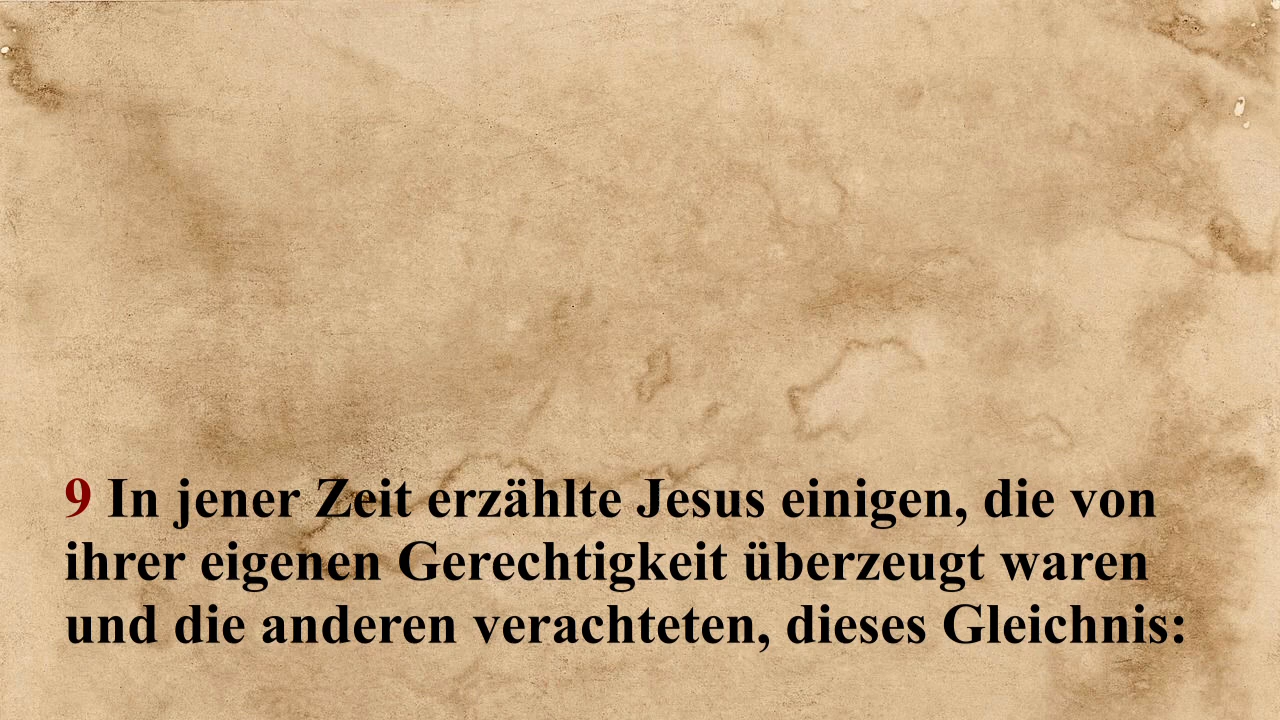 9 In jener Zeit erzählte Jesus einigen, die von
ihrer eigenen Gerechtigkeit überzeugt waren
und die anderen verachteten, dieses Gleichnis: